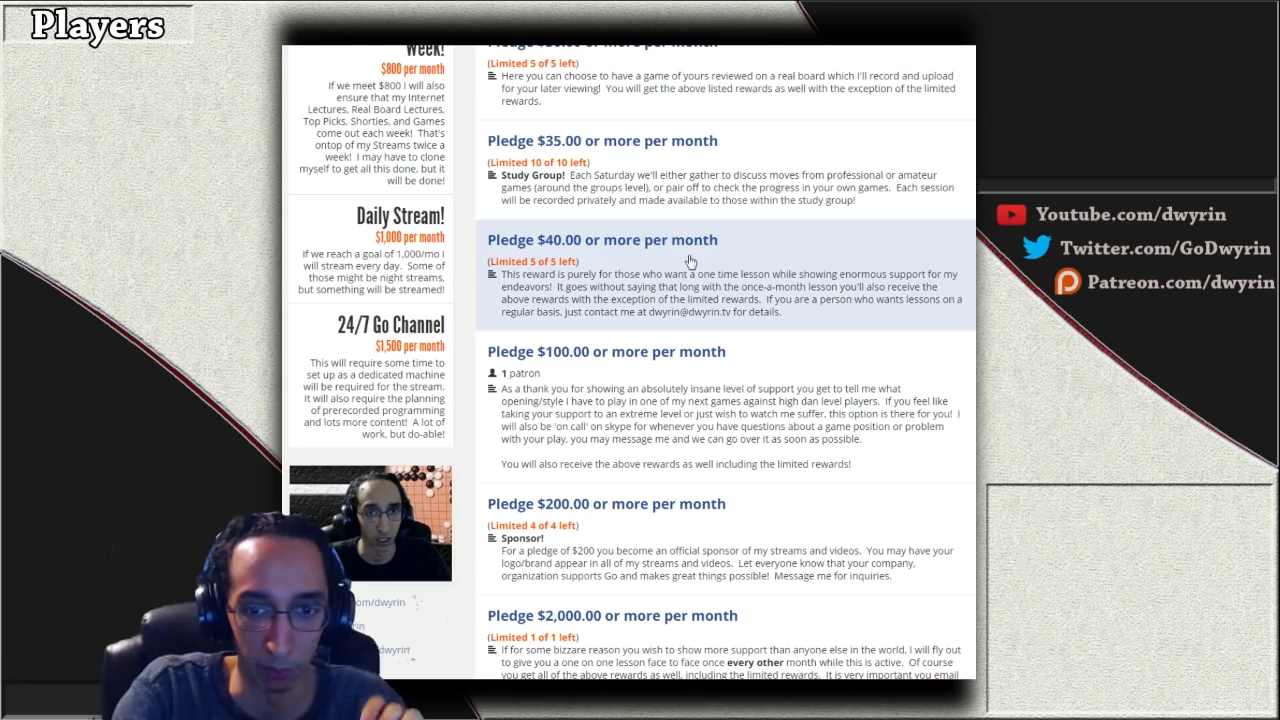 Players
Week!
$800 per month
If we meet $800 I will also
ensure that my Internet
Lectures, Real Board Lectures,
Top Picks, Shorties, and Games
come out each week! That's
ontop of my Streams twice a
week! I may have to clone
myself to get all this done, but it
will be done!
Daily Stream!
$1,000 per month
If we reach a goal of 1,000/mo I
will stream every day. Some of
those might be night streams,
but something will be streamed!
24/7 Go Channel
$1,500 per month
This will require some time to
set up as a dedicated machine
will be required for the stream.
It will also require the planning
of prerecorded programming
and lots more content! A lot of
work, but do-able!
om/dwyrin
rin
dwyrin
or more per month
(Limited 5 of 5 left)
Here you can choose to have a game of yours reviewed on a real board which I'll record and upload
for your later viewing! You will get the above listed rewards as well with the exception of the limited
rewards.
Pledge $35.00 or more per month
(Limited 10 of 10 left)
Study Group! Each Saturday we'll either gather to discuss moves from professional or amateur
games (around the groups level), or pair off to check the progress in your own games. Each session
will be recorded privately and made available to those within the study group!
Pledge $40.00 or more per month
(Limited 5 of 5 left)
This reward is purely for those who want a one time lesson while showing enormous support for my
endeavors! It goes without saying that long with the once-a-month lesson you'll also receive the
above rewards with the exception of the limited rewards. If you are a person who wants lessons on a
regular basis, just contact me at dwyrin@dwyrin.tv for details.
Pledge $100.00 or more per month
1 patron
As a thank you for showing an absolutely insane level of support you get to tell me what
opening/style I have to play in one of my next games against high dan level players. If you feel like
taking your support to an extreme level or just wish to watch me suffer, this option is there for you! I
will also be 'on call' on skype for whenever you have questions about a game position or problem
with your play, you may message me and we can go over it as soon as possible.
You will also receive the above rewards as well including the limited rewards!
Pledge $200.00 or more per month
(Limited 4 of 4 left)
Sponsor!
For a pledge of $200 you become an official sponsor of my streams and videos. You may have your
logo/brand appear in all of my streams and videos. Let everyone know that your company,
organization supports Go and makes great things possible! Message me for inquiries.
Pledge $2,000.00 or more per month
(Limited 1 of 1 left)
If for some bizzare reason you wish to show more support than anyone else in the world, I will fly out
to give you a one on one lesson face to face once every other month while this is active. Of course
you get all of the above rewards as well, including the limited rewards. It is very important you email
Youtube.com/dwyrin
Twitter.com/GoDwyrin
Patreon.com/dwyrin